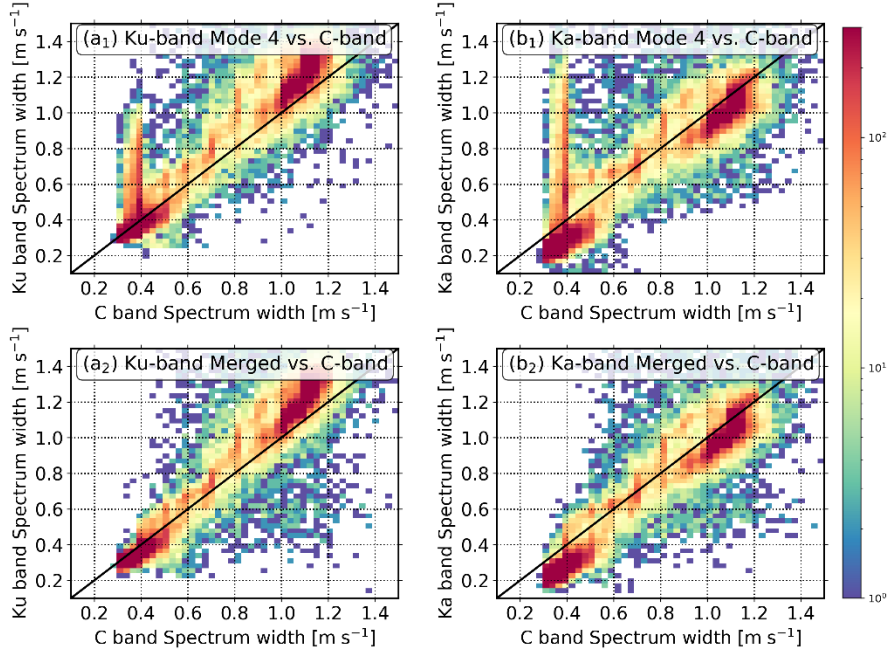 (a₁) Ku-band Mode 4 vs. C-band
Ku band Spectrum width [m s⁻¹]
1.4
1.2
1.0
0.8
0.6
0.4
0.2
0.2 0.4 0.6 0.8 1.0 1.2 1.4
C band Spectrum width [m s⁻¹]
(b₁) Ka-band Mode 4 vs. C-band
Ka band Spectrum width [m s⁻¹]
1.4
1.2
1.0
0.8
0.6
0.4
0.2
0.2 0.4 0.6 0.8 1.0 1.2 1.4
C band Spectrum width [m s⁻¹]
(a₂) Ku-band Merged vs. C-band
Ku band Spectrum width [m s⁻¹]
1.4
1.2
1.0
0.8
0.6
0.4
0.2
0.2 0.4 0.6 0.8 1.0 1.2 1.4
C band Spectrum width [m s⁻¹]
(b₂) Ka-band Merged vs. C-band
Ka band Spectrum width [m s⁻¹]
1.4
1.2
1.0
0.8
0.6
0.4
0.2
0.2 0.4 0.6 0.8 1.0 1.2 1.4
C band Spectrum width [m s⁻¹]
10²
10¹
10⁰